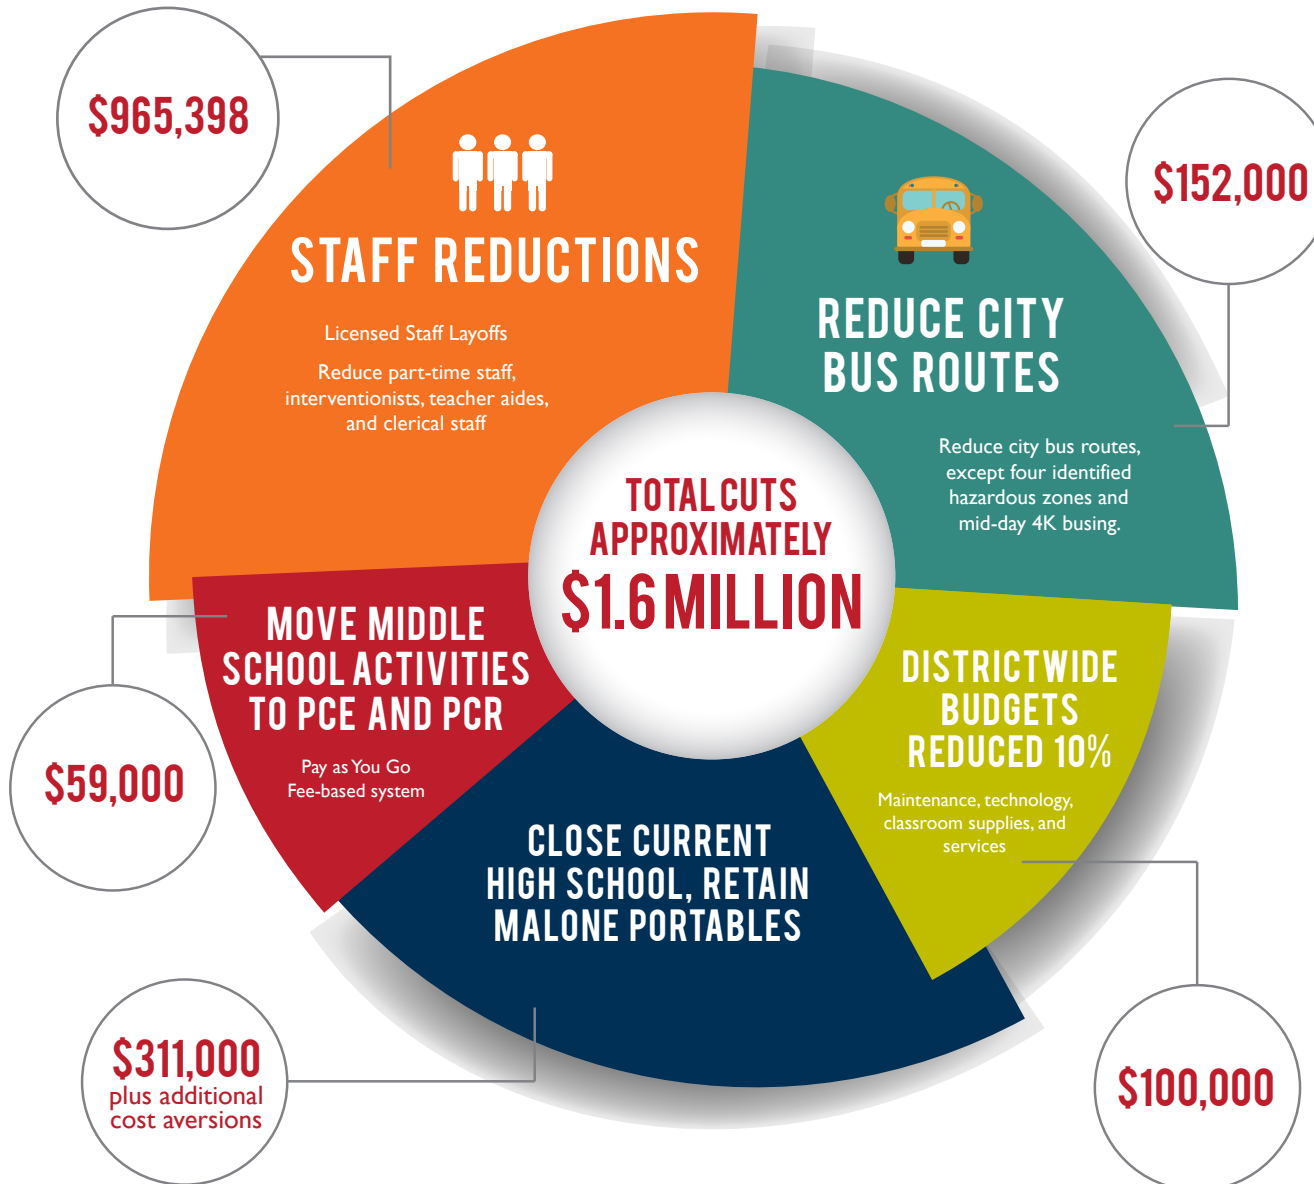 $965,398
STAFF REDUCTIONS
Licensed Staff Layoffs
Reduce part-time staff,
interventionists, teacher aides,
and clerical staff
$152,000
REDUCE CITY
BUS ROUTES
Reduce city bus routes,
except four identified
hazardous zones and
mid-day 4K busing.
TOTAL CUTS
APPROXIMATELY
$1.6 MILLION
MOVE MIDDLE
SCHOOL ACTIVITIES
TO PCE AND PCR
Pay as You Go
Fee-based system
$59,000
DISTRICTWIDE
BUDGETS
REDUCED 10%
Maintenance, technology,
classroom supplies, and
services
CLOSE CURRENT
HIGH SCHOOL, RETAIN
MALONE PORTABLES
$311,000
plus additional
cost aversions
$100,000